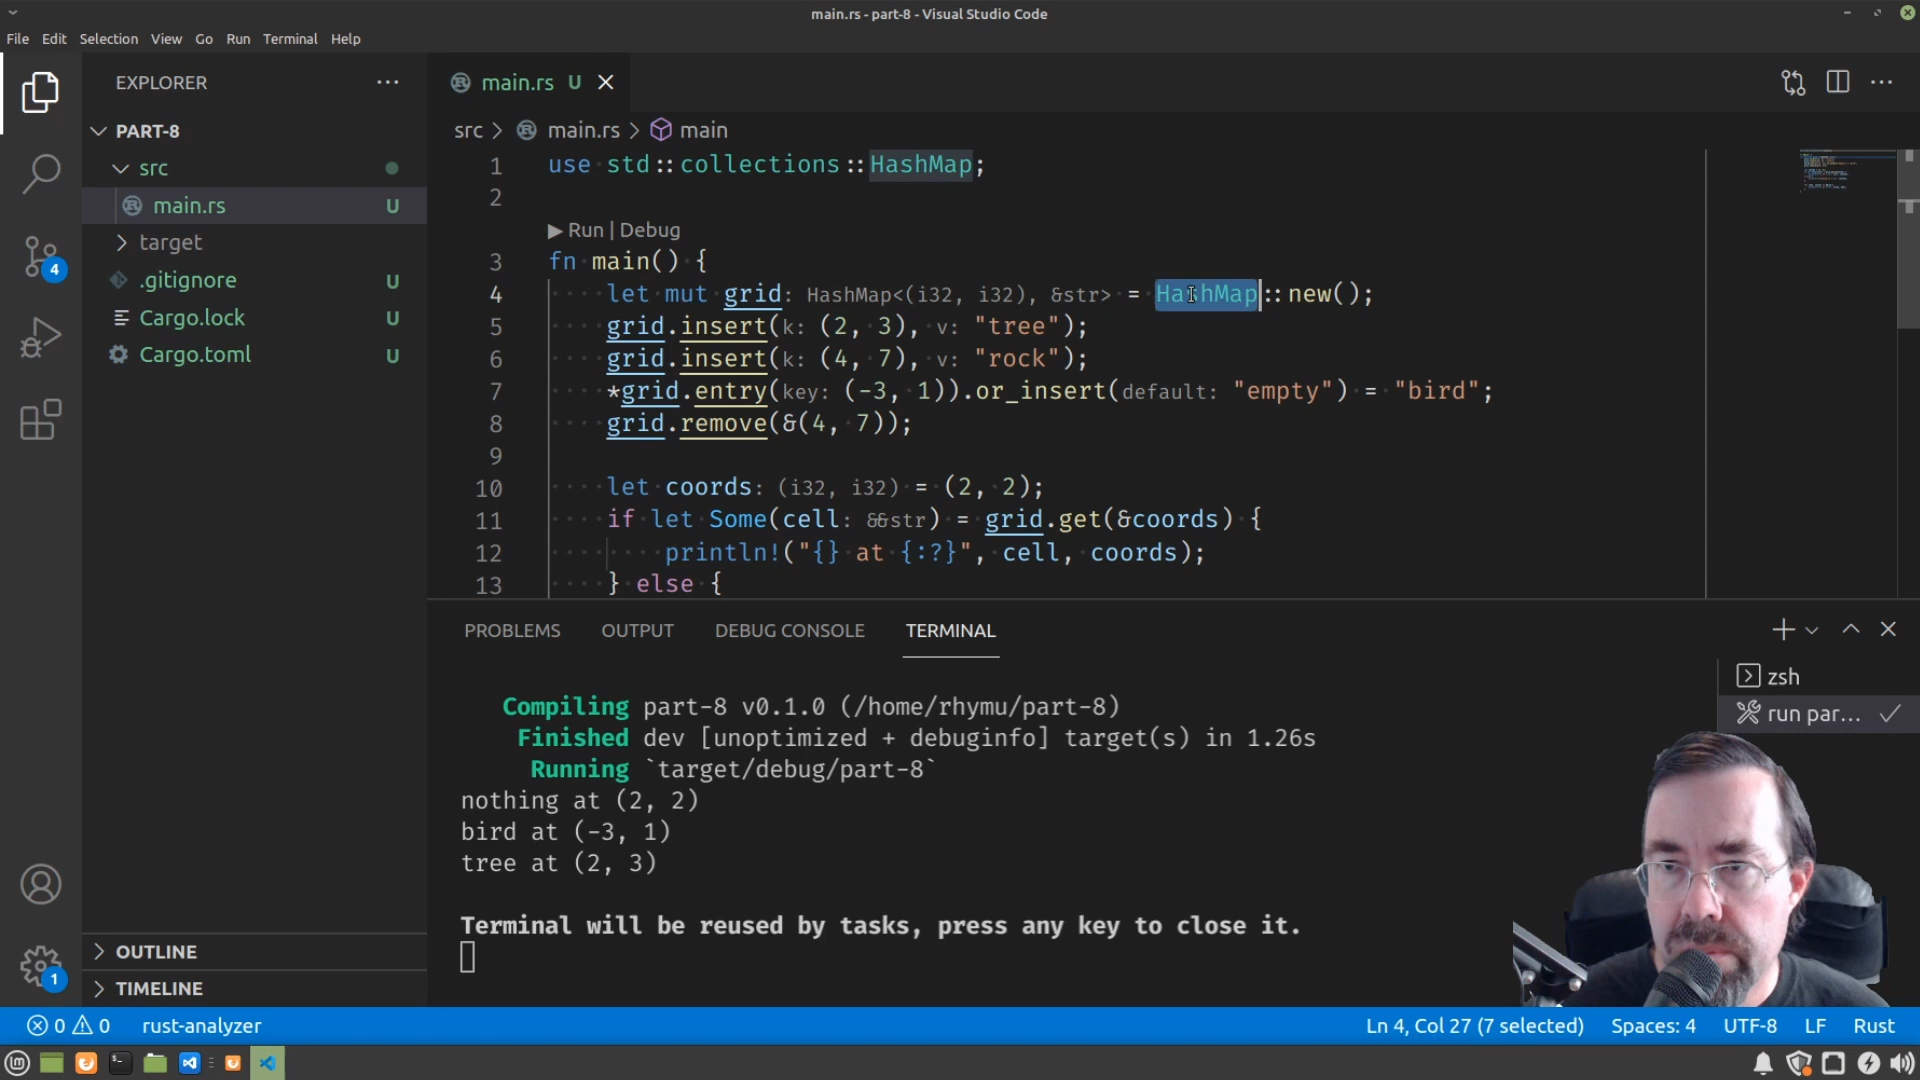 main.rs - part-8 - Visual Studio Code
File Edit Selection View Go Run Terminal Help
EXPLORER
PART-8
src
main.rs U
target
.gitignore U
Cargo.lock U
Cargo.toml U
OUTLINE
TIMELINE
4
1
main.rs U
src > main.rs > main
1 use std::collections::HashMap;
2
▶ Run | Debug
3 fn main() {
4 let mut grid: HashMap<(i32, i32), &str> = HashMap::new();
5 grid.insert(k: (2, 3), v: "tree");
6 grid.insert(k: (4, 7), v: "rock");
7 *grid.entry(key: (-3, 1)).or_insert(default: "empty") = "bird";
8 grid.remove(&(4, 7));
9
10 let coords: (i32, i32) = (2, 2);
11 if let Some(cell: &&str) = grid.get(&coords) {
12 println!("{} at {:?}", cell, coords);
13 } else {
PROBLEMS OUTPUT DEBUG CONSOLE TERMINAL
Compiling part-8 v0.1.0 (/home/rhymu/part-8)
Finished dev [unoptimized + debuginfo] target(s) in 1.26s
Running `target/debug/part-8`
nothing at (2, 2)
bird at (-3, 1)
tree at (2, 3)
Terminal will be reused by tasks, press any key to close it.
zsh
run par...
0 0 rust-analyzer
Ln 4, Col 27 (7 selected) Spaces: 4 UTF-8 LF Rust